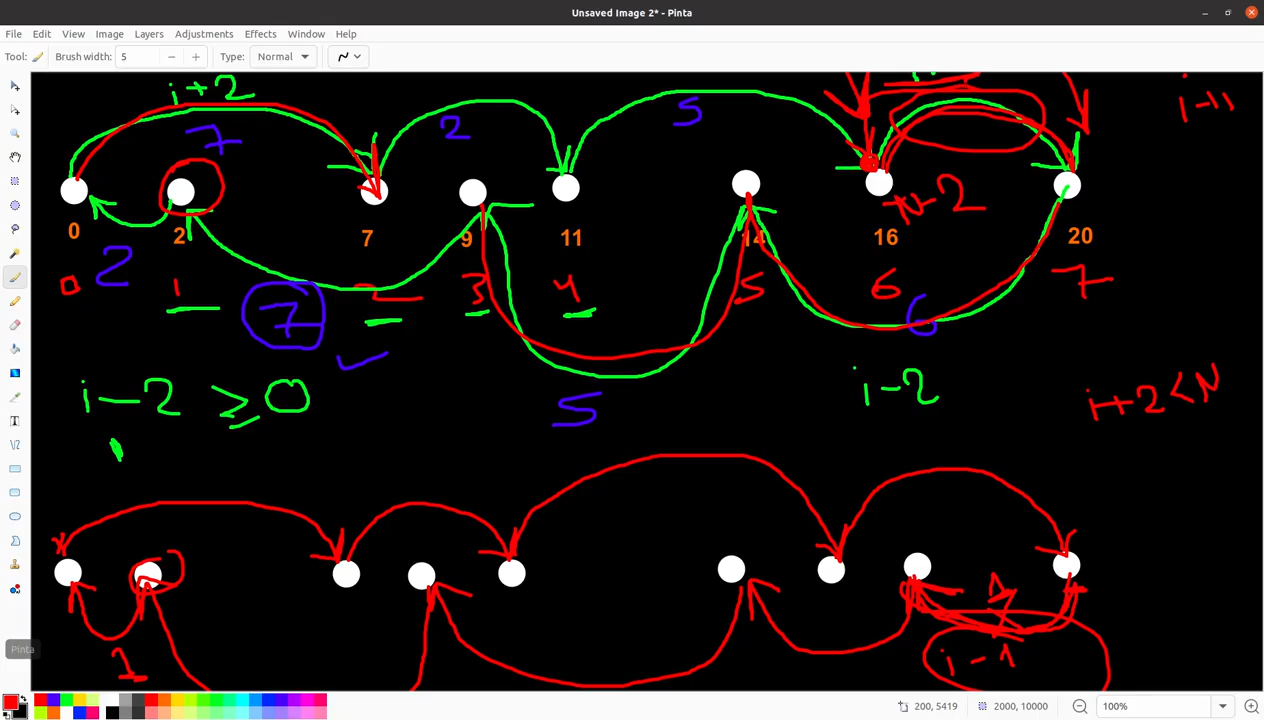 Unsaved Image 2* - Pinta
File Edit View Image Layers Adjustments Effects Window Help
Tool: Brush width: 5 Type: Normal
i+2
7 2 5
i-11
N-2
0 2 7 9 11 14 16 20
2
0 1 2 3 4 5 6 7
7 6
i-2 ≥ 0 5 i-2 i+2 < N
1
i-1
Pinta
200, 5419 2000, 10000 100%